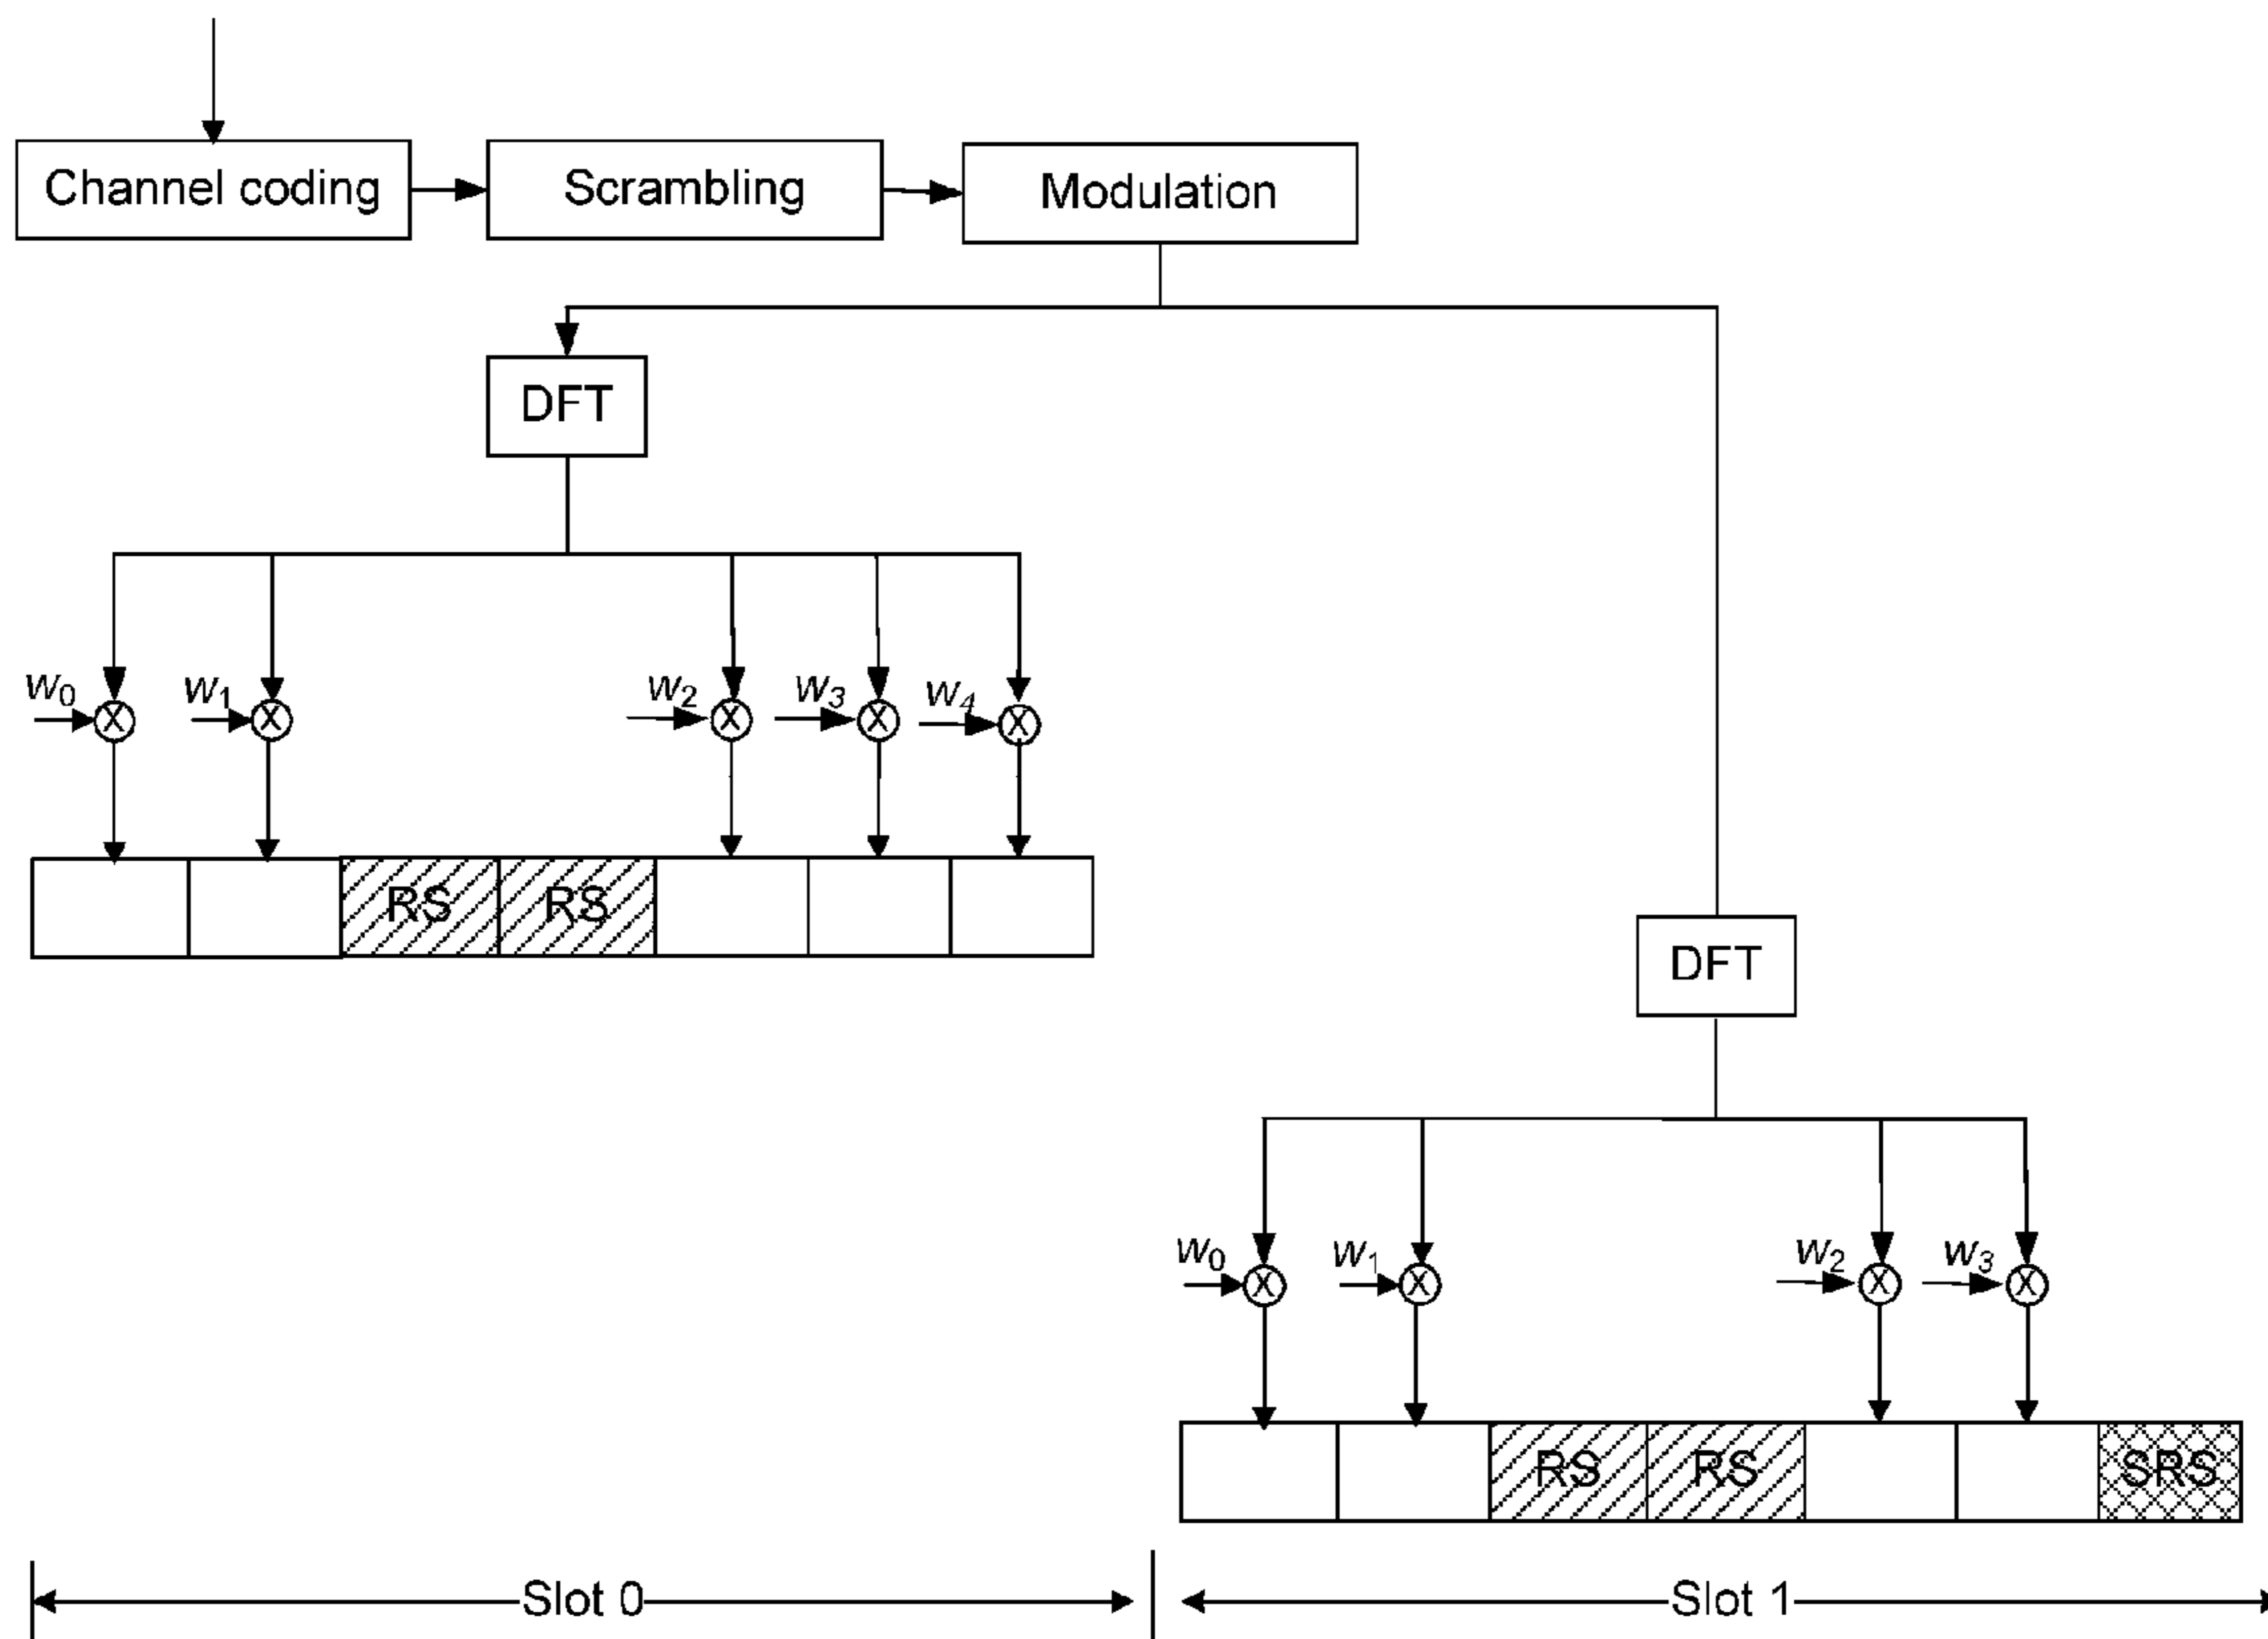 Channel coding
Scrambling
Modulation
DFT
w0
w1
w2
w3
w4
X
X
X
X
X
RS
RS
DFT
w0
w1
w2
w3
X
X
X
X
RS
RS
SRS
Slot 0
Slot 1